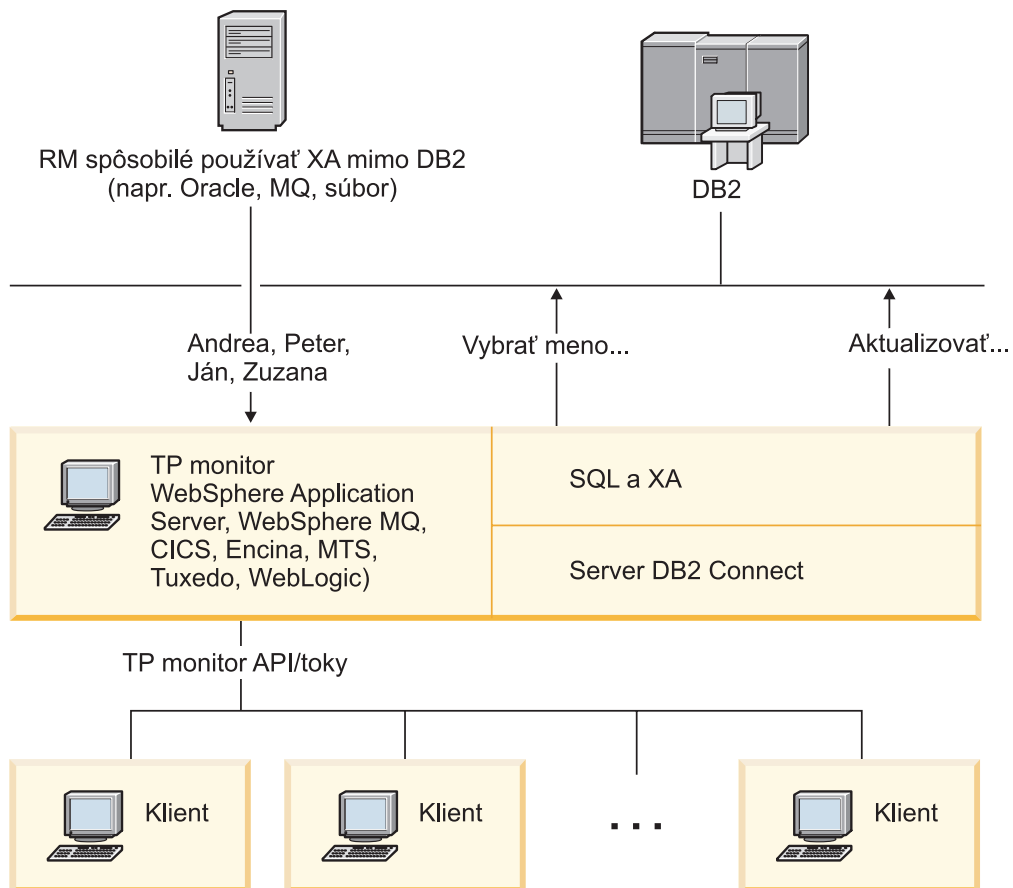 RM spôsobilé používať XA mimo DB2
(napr. Oracle, MQ, súbor)
DB2
Andrea, Peter,
Ján, Zuzana
Vybrať meno...
Aktualizovať...
TP monitor
WebSphere Application
Server, WebSphere MQ,
CICS, Encina, MTS,
Tuxedo, WebLogic)
SQL a XA
Server DB2 Connect
TP monitor API/toky
Klient
Klient
...
Klient